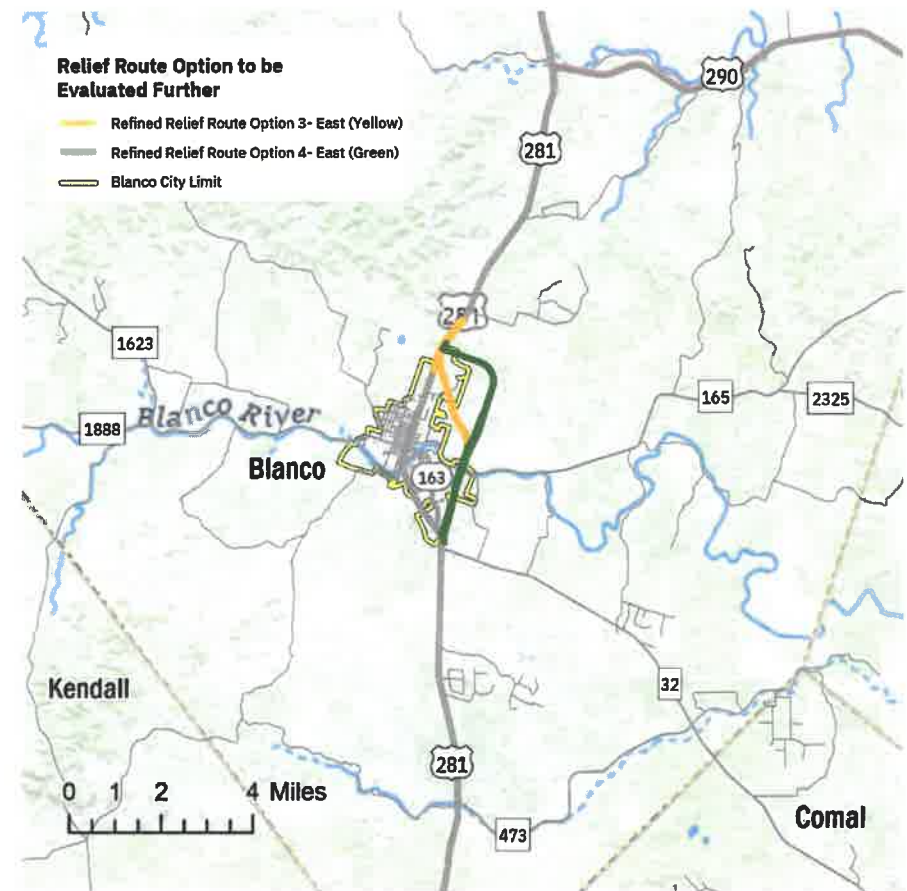 Relief Route Option to be
Evaluated Further
Refined Relief Route Option 3- East (Yellow)
Refined Relief Route Option 4- East (Green)
Blanco City Limit
290
281
281
1623
165
2325
1888
Blanco River
Blanco
163
32
Kendall
281
0 1 2 4 Miles
473
Comal